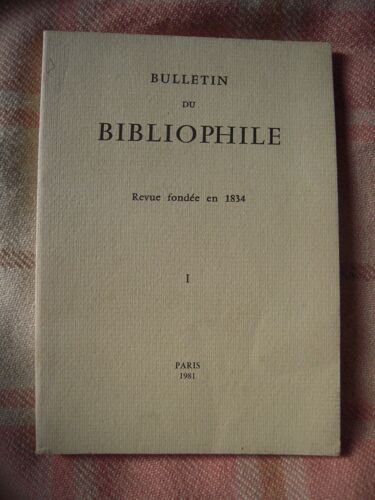 BULLETIN
DU
BIBLIOPHILE
Revue fondée en 1834
I
PARIS
1981